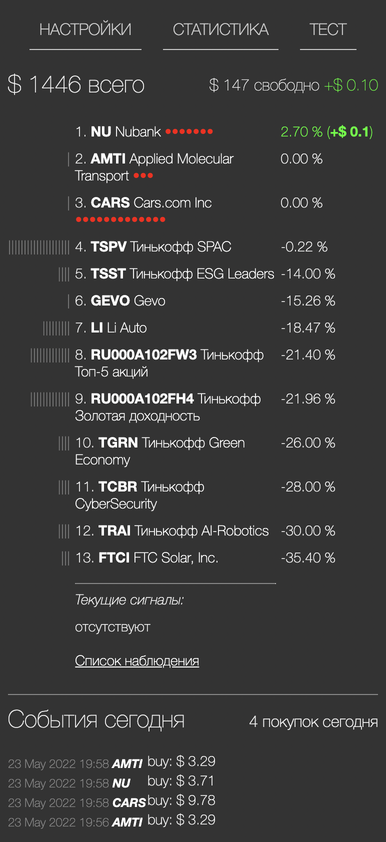 НАСТРОЙКИ СТАТИСТИКА ТЕСТ
$ 1446 всего $ 147 свободно +$ 0.10
1. NU Nubank 2.70 % (+$ 0.1)
2. AMTI Applied Molecular 0.00 %
Transport
3. CARS Cars.com Inc 0.00 %
4. TSPV Тинькофф SPAC -0.22 %
5. TSST Тинькофф ESG Leaders -14.00 %
6. GEVO Gevo -15.26 %
7. LI Li Auto -18.47 %
8. RU000A102FW3 Тинькофф -21.40 %
Топ-5 акций
9. RU000A102FH4 Тинькофф -21.96 %
Золотая доходность
10. TGRN Тинькофф Green -26.00 %
Economy
11. TCBR Тинькофф -28.00 %
CyberSecurity
12. TRAI Тинькофф AI-Robotics -30.00 %
13. FTCI FTC Solar, Inc. -35.40 %
Текущие сигналы:
отсутствуют
Список наблюдения
События сегодня 4 покупок сегодня
23 May 2022 19:58 AMTI buy: $ 3.29
23 May 2022 19:58 NU buy: $ 3.71
23 May 2022 19:58 CARS buy: $ 9.78
23 May 2022 19:56 AMTI buy: $ 3.29